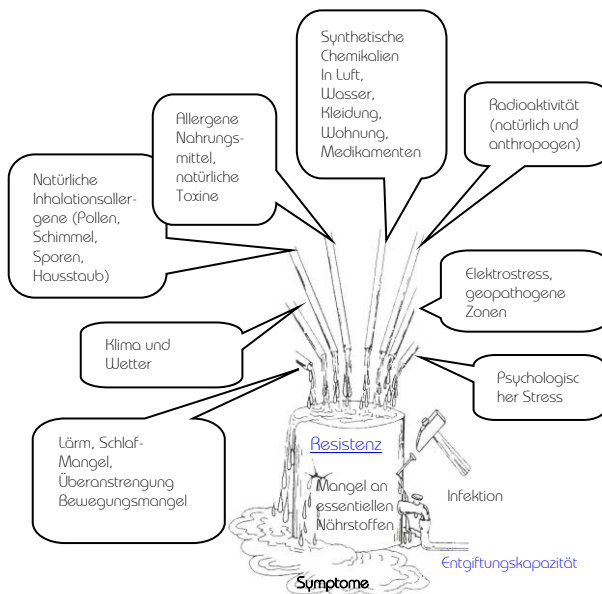 Synthetische
Chemikalien
In Luft,
Wasser,
Kleidung,
Wohnung,
Medikamenten
Radioaktivität
(natürlich und
anthropogen)
Allergene
Nahrungs-
mittel,
natürliche
Toxine
Natürliche
Inhalationsaller-
gene (Pollen,
Schimmel,
Sporen,
Hausstaub)
Elektrostress,
geopathogene
Zonen
Klima und
Wetter
Psychologisc
her Stress
Lärm, Schlaf-
Mangel,
Überanstrengung
Bewegungsmangel
Resistenz
Mangel an
essentiellen
Nährstoffen
Infektion
Entgiftungskapazität
Symptome